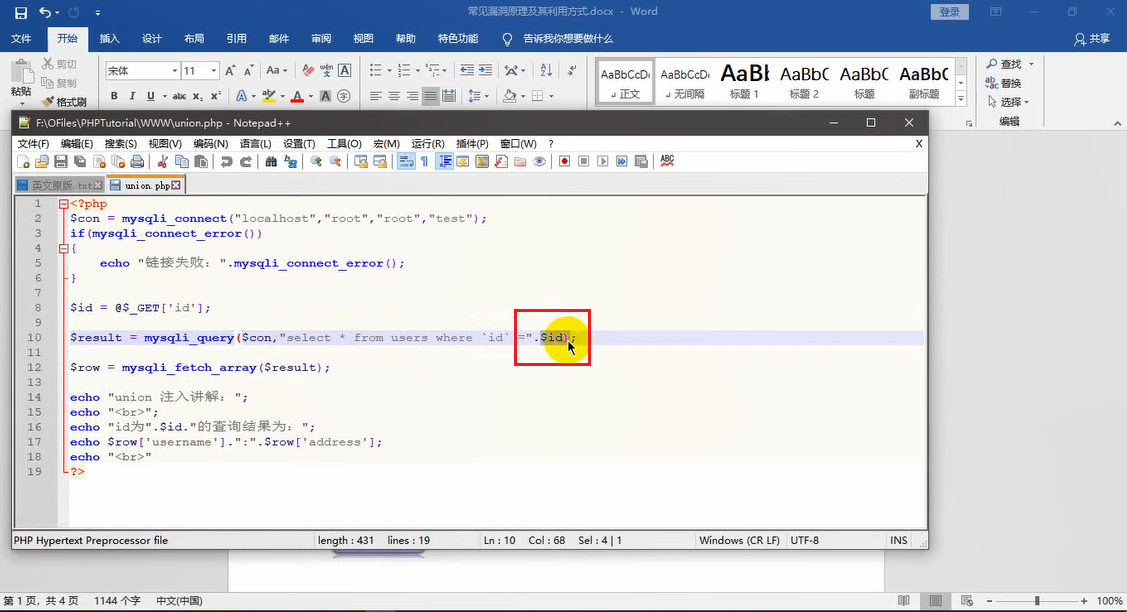 常见漏洞原理及其利用方式.docx - Word
登录
文件 开始 插入 设计 布局 引用 邮件 审阅 视图 帮助 特色功能 告诉我你想要做什么 共享
粘贴 剪切 复制 格式刷
宋体 11
AaBbCcDi AaBbCcDi AaBbl AaBbC AaBbC AaBbC
正文 无间隔 标题 1 标题 2 标题 副标题
查找 替换 选择 编辑
F:\OFiles\PHPTutorial\WWW\union.php - Notepad++
文件(F) 编辑(E) 搜索(S) 视图(V) 编码(N) 语言(L) 设置(T) 工具(O) 宏(M) 运行(R) 插件(P) 窗口(W) ? X
英文原版.txt union.php
1 <?php
2 $con = mysqli_connect("localhost","root","root","test");
3 if(mysqli_connect_error())
4 {
5 echo "链接失败: ".mysqli_connect_error();
6 }
7
8 $id = @$_GET['id'];
9
10 $result = mysqli_query($con,"select * from users where `id`=".$id);
11
12 $row = mysqli_fetch_array($result);
13
14 echo "union 注入讲解: ";
15 echo "<br>";
16 echo "id为".$id."的查询结果为: ";
17 echo $row['username'].":".$row['address'];
18 echo "<br>"
19 ?>
PHP Hypertext Preprocessor file length : 431 lines : 19 Ln : 10 Col : 68 Sel : 4 | 1 Windows (CR LF) UTF-8 INS
第 1 页，共 4 页 1144 个字 中文(中国) 100%